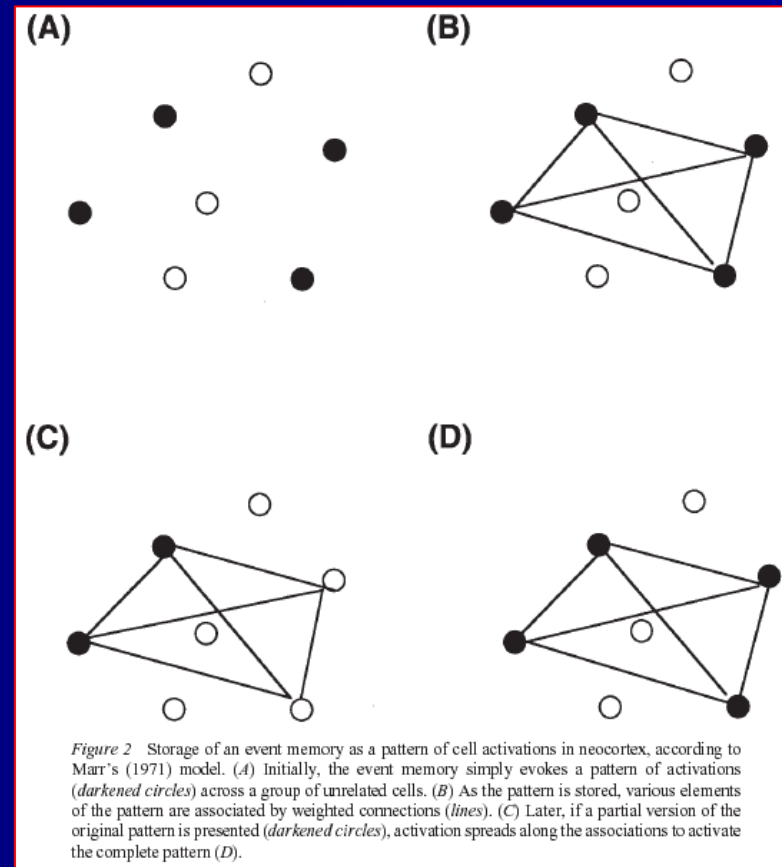 (A)
(B)
(C)
(D)
Figure 2 Storage of an event memory as a pattern of cell activations in neocortex, according to
Marr's (1971) model. (A) Initially, the event memory simply evokes a pattern of activations
(darkened circles) across a group of unrelated cells. (B) As the pattern is stored, various elements
of the pattern are associated by weighted connections (lines). (C) Later, if a partial version of the
original pattern is presented (darkened circles), activation spreads along the associations to activate
the complete pattern (D).